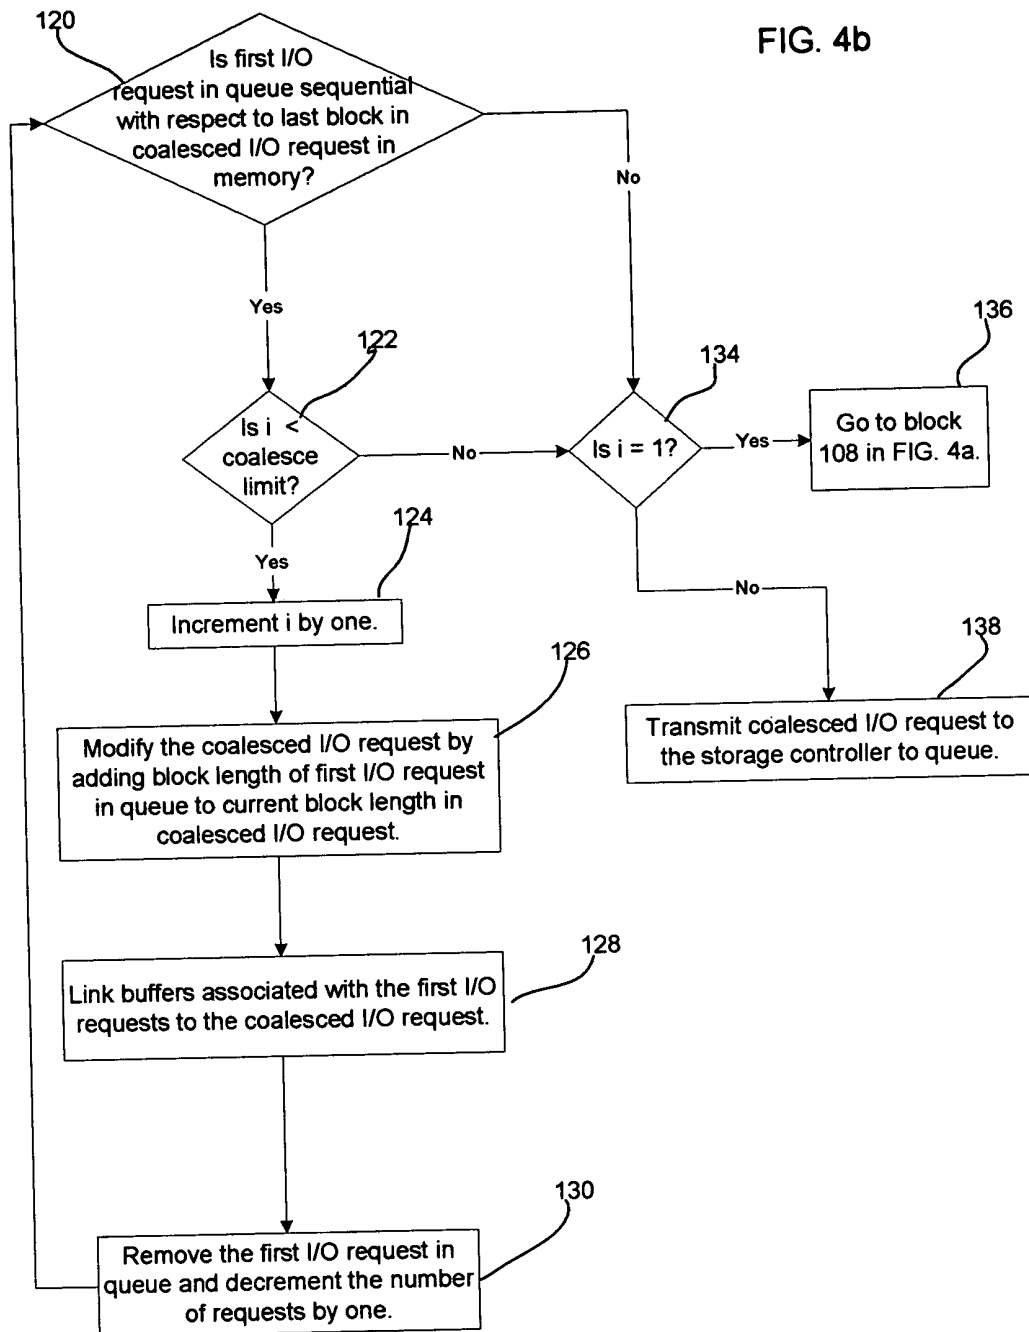 120
FIG. 4b
Is first I/O
request in queue sequential
with respect to last block in
coalesced I/O request in
memory?
No
Yes
122
134
136
Is i <
coalesce
limit?
No
Is i = 1?
Yes
Go to block
108 in FIG. 4a.
Yes
124
No
Increment i by one.
138
126
Transmit coalesced I/O request to
the storage controller to queue.
Modify the coalesced I/O request by
adding block length of first I/O request
in queue to current block length in
coalesced I/O request.
128
Link buffers associated with the first I/O
requests to the coalesced I/O request.
130
Remove the first I/O request in
queue and decrement the number
of requests by one.